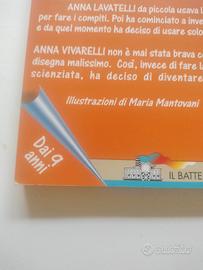 ANNA LAVATELLI da piccola usava l
per fare i compiti. Poi ha cominciato a inve
e da quel momento ha deciso di usare solo
ANNA VIVARELLI non è mai stata brava co
disegna malissimo. Così, invece di fare l
scienziata, ha deciso di diventare
Illustrazioni di Maria Mantovani
Dai 9
anni
IL BATTE
subito